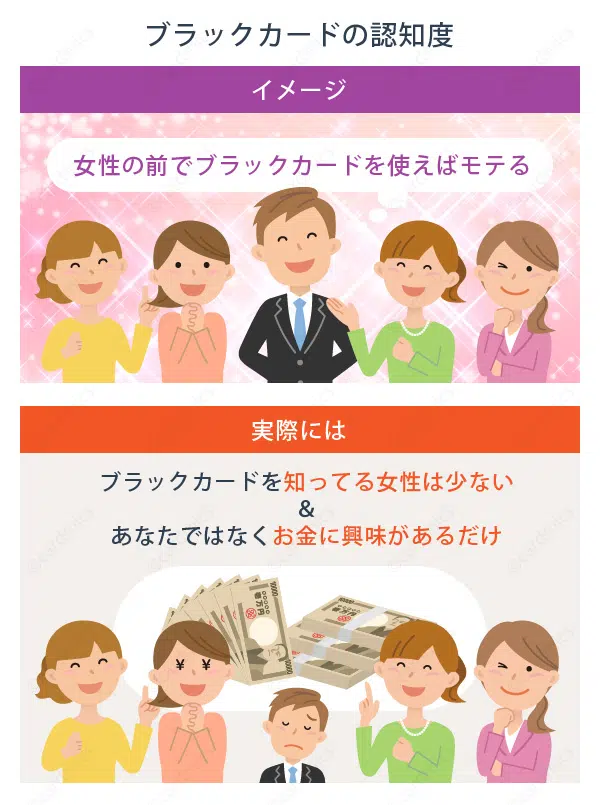 ブラックカードの認知度
イメージ
女性の前でブラックカードを使えばモテる
実際には
ブラックカードを知ってる女性は少ない
&
あなたではなくお金に興味があるだけ
¥ ¥